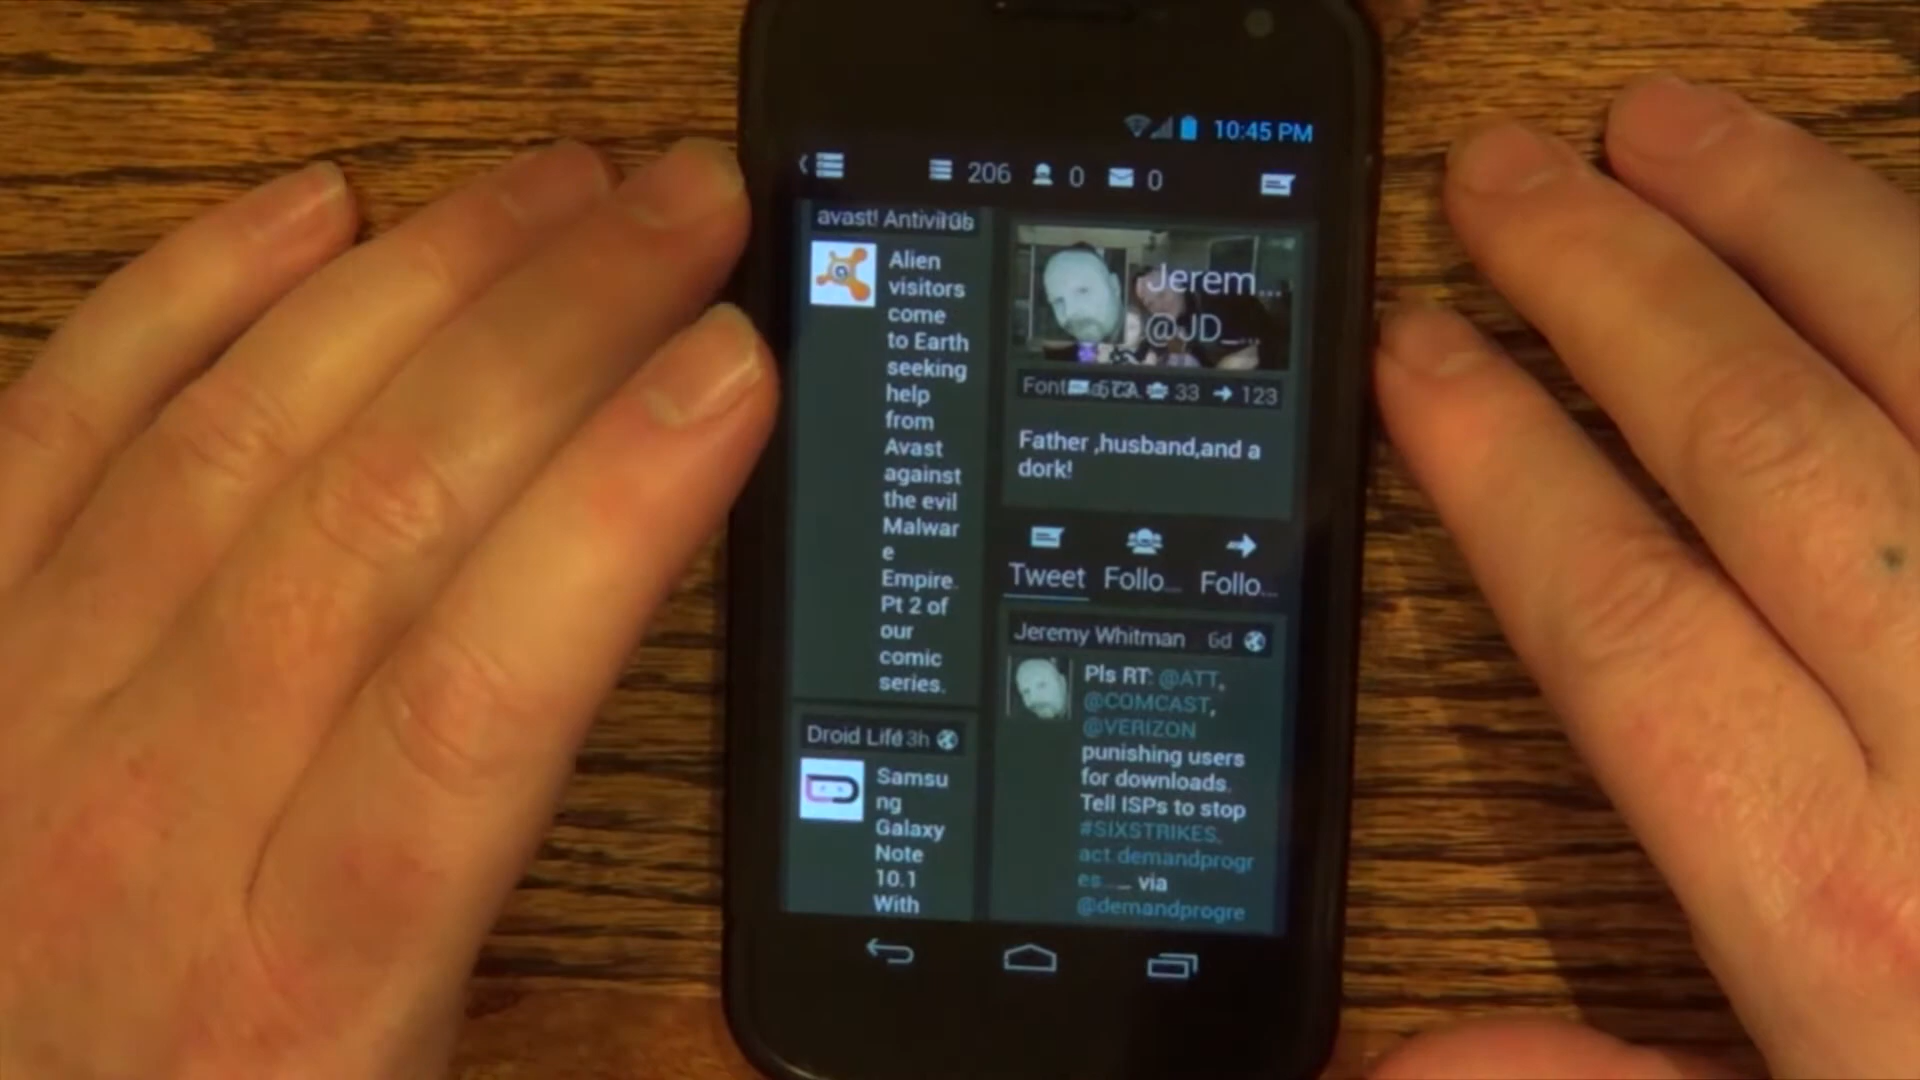 10:45 PM
206 0 0
avast! Antivir
Alien
visitors
come
to Earth
seeking
help
from
Avast
against
the evil
Malwar
e
Empire.
Pt 2 of
our
comic
series.
Droid Life 3h
Samsu
ng
Galaxy
Note
10.1
With
Jerem...
@JD_...
33 123
Father ,husband,and a
dork!
Tweet Follo... Follo...
Jeremy Whitman 6d
Pls RT: @ATT,
@COMCAST,
@VERIZON
punishing users
for downloads.
Tell ISPs to stop
#SIXSTRIKES.
act.demandprogr
es... via
@demandprogre